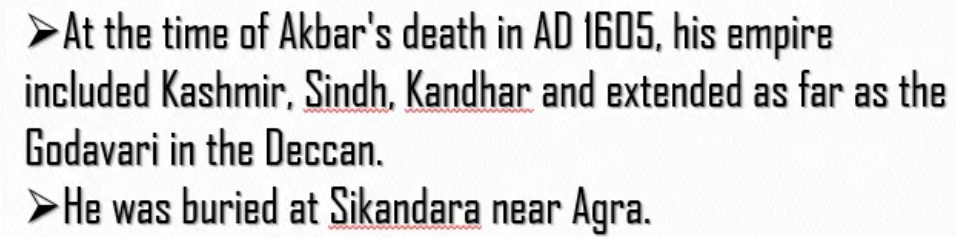 ➢At the time of Akbar's death in AD 1605, his empire
included Kashmir, Sindh, Kandhar and extended as far as the
Godavari in the Deccan.
➢He was buried at Sikandara near Agra.